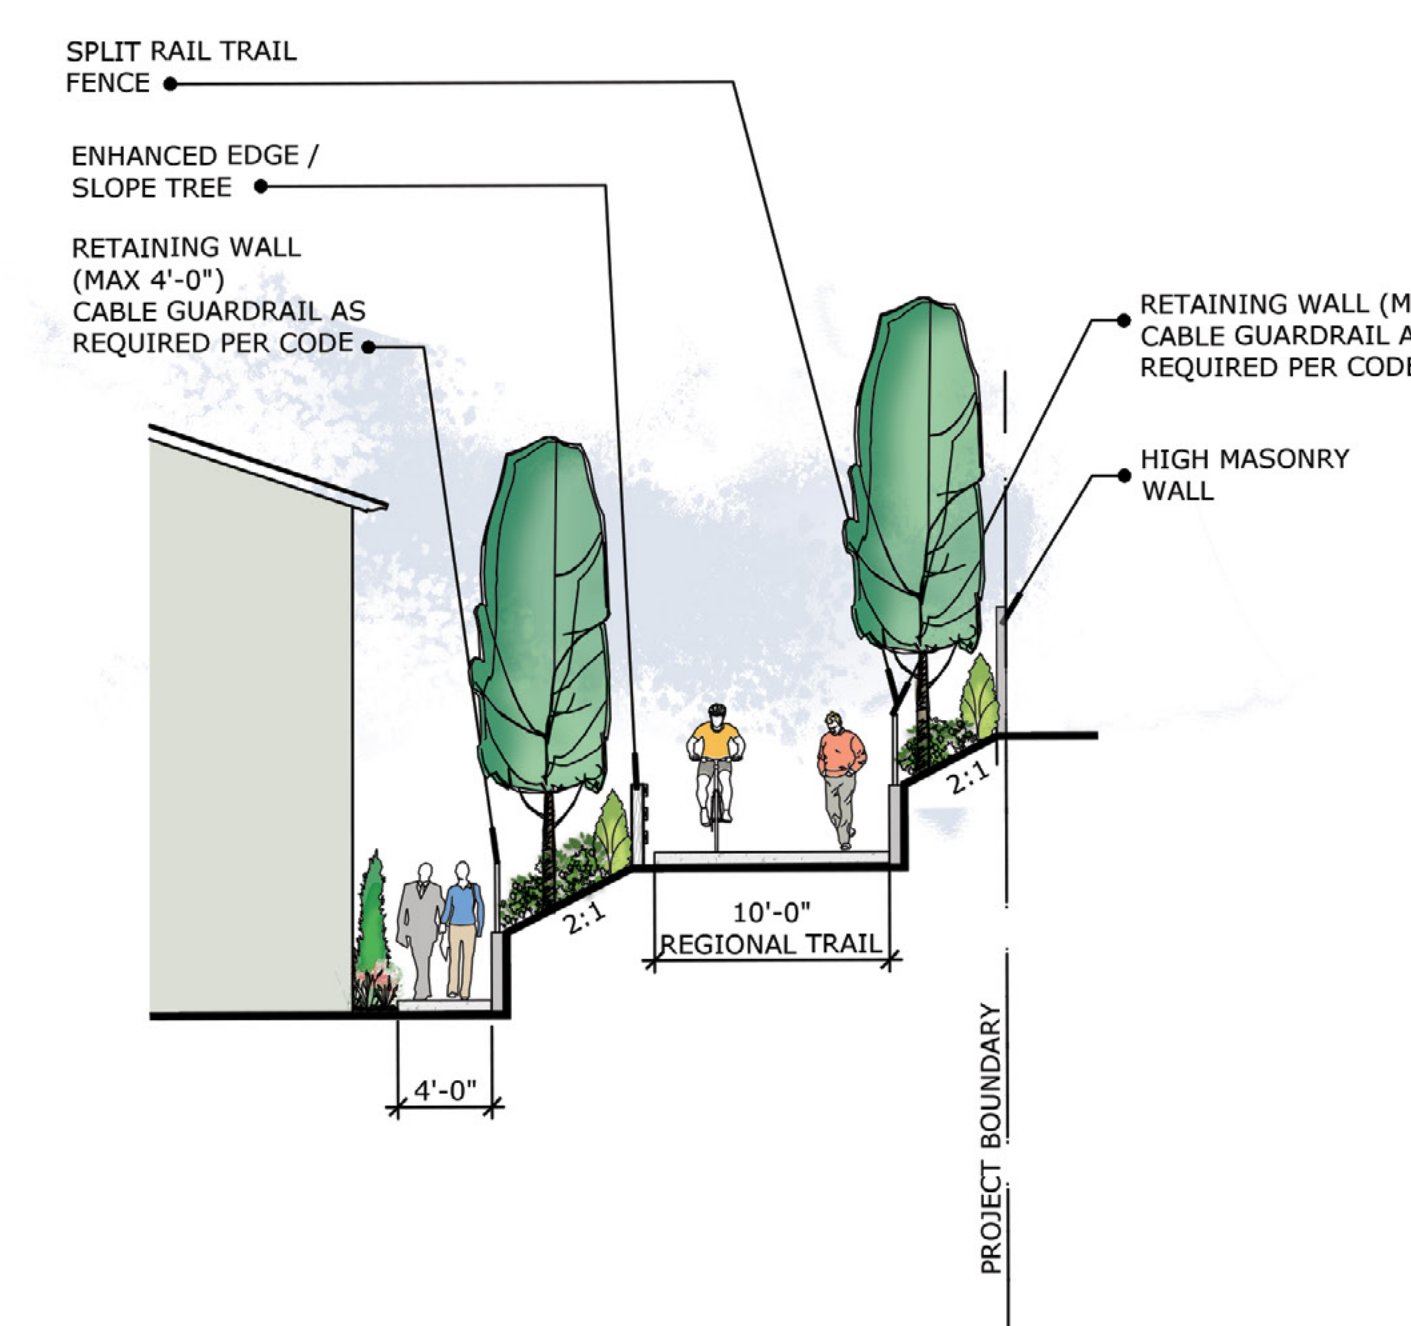 SPLIT RAIL TRAIL
FENCE
ENHANCED EDGE /
SLOPE TREE
RETAINING WALL
(MAX 4'-0")
CABLE GUARDRAIL AS
REQUIRED PER CODE
RETAINING WALL (M
CABLE GUARDRAIL A
REQUIRED PER CODE
HIGH MASONRY
WALL
2:1
2:1
10'-0"
REGIONAL TRAIL
4'-0"
PROJECT BOUNDARY